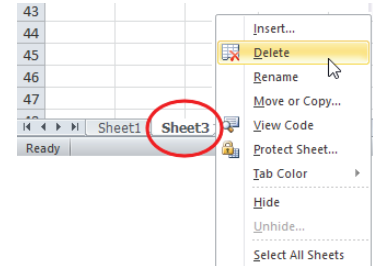 43
44
45
46
47
Sheet1 Sheet3
Ready
Insert...
Delete
Rename
Move or Copy...
View Code
Protect Sheet...
Tab Color
Hide
Unhide...
Select All Sheets